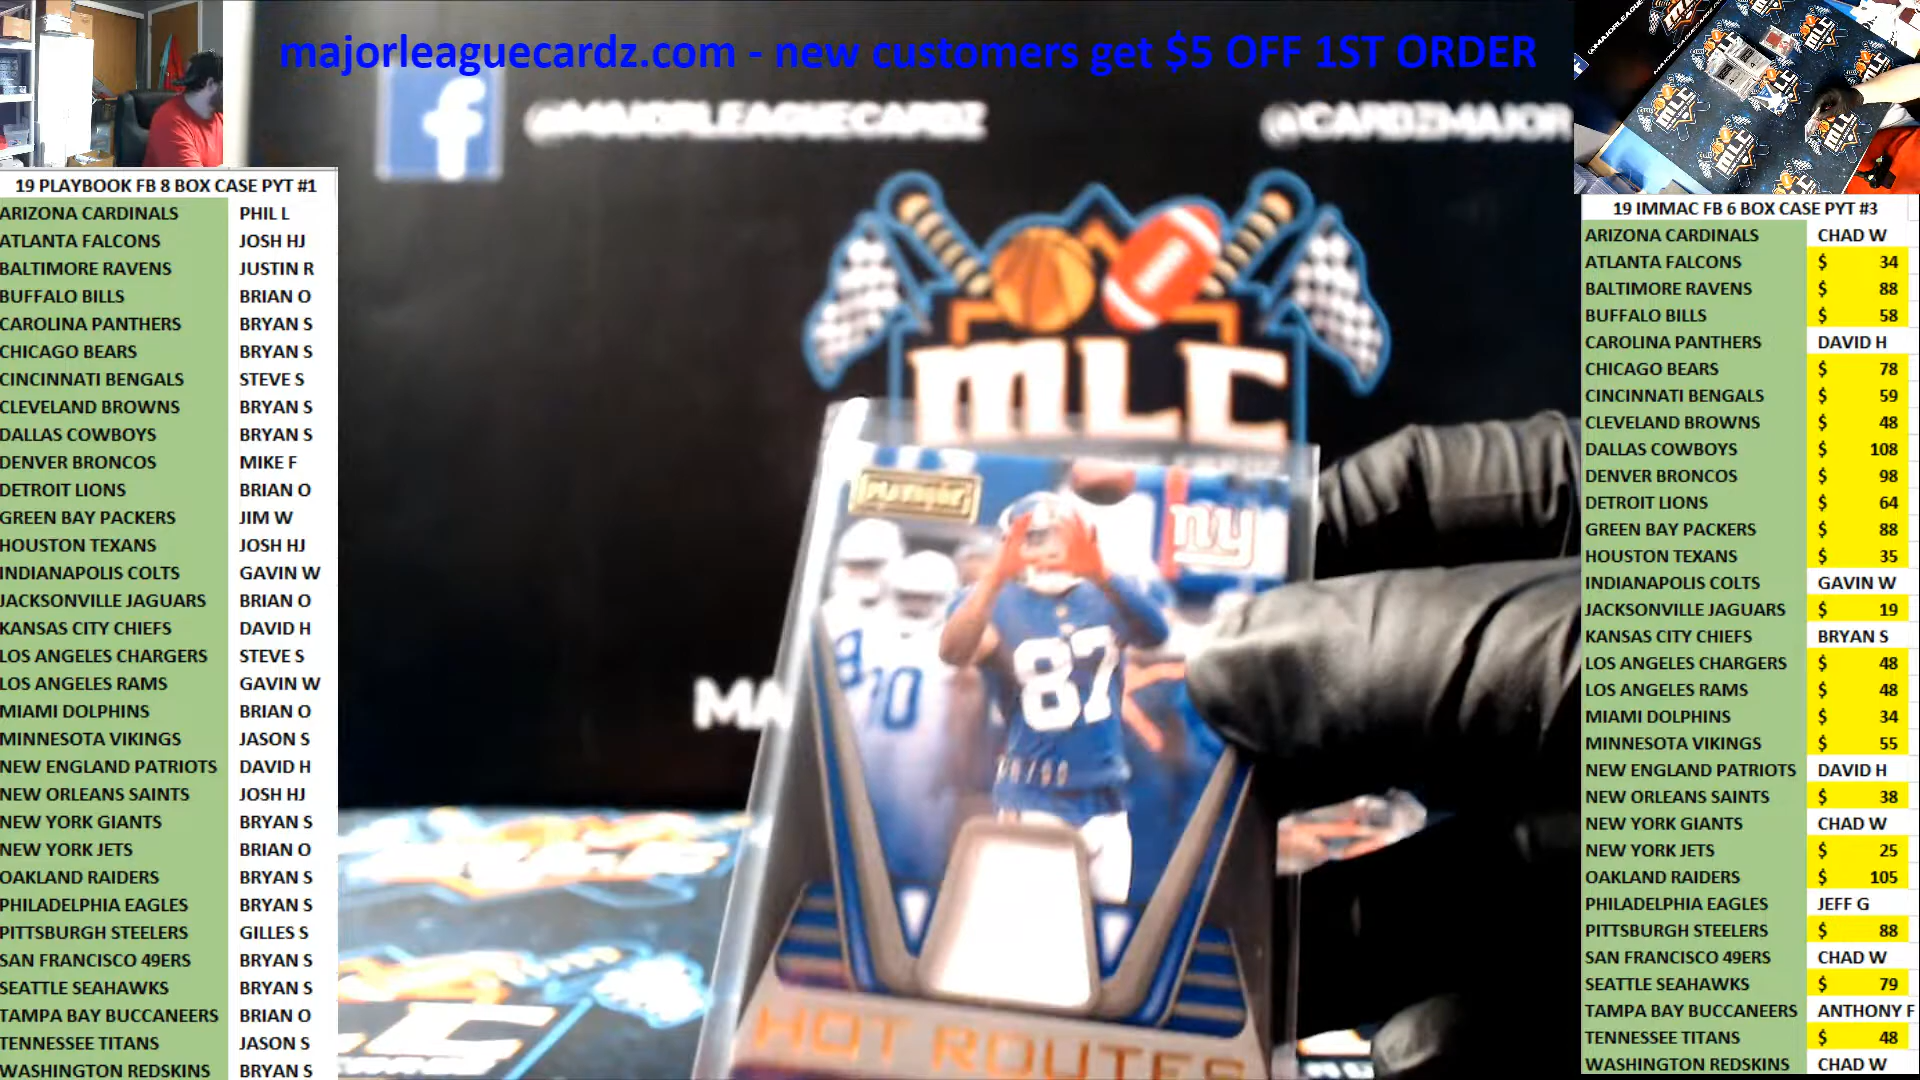 majorleaguecardz.com - new customers get $5 OFF 1ST ORDER
f
@MAJORLEAGUECARDZ
@CARDZMAJOR
MLC
19 PLAYBOOK FB 8 BOX CASE PYT #1
ARIZONA CARDINALS PHIL L
ATLANTA FALCONS JOSH HJ
BALTIMORE RAVENS JUSTIN R
BUFFALO BILLS BRIAN O
CAROLINA PANTHERS BRYAN S
CHICAGO BEARS BRYAN S
CINCINNATI BENGALS STEVE S
CLEVELAND BROWNS BRYAN S
DALLAS COWBOYS BRYAN S
DENVER BRONCOS MIKE F
DETROIT LIONS BRIAN O
GREEN BAY PACKERS JIM W
HOUSTON TEXANS JOSH HJ
INDIANAPOLIS COLTS GAVIN W
JACKSONVILLE JAGUARS BRIAN O
KANSAS CITY CHIEFS DAVID H
LOS ANGELES CHARGERS STEVE S
LOS ANGELES RAMS GAVIN W
MIAMI DOLPHINS BRIAN O
MINNESOTA VIKINGS JASON S
NEW ENGLAND PATRIOTS DAVID H
NEW ORLEANS SAINTS JOSH HJ
NEW YORK GIANTS BRYAN S
NEW YORK JETS BRIAN O
OAKLAND RAIDERS BRYAN S
PHILADELPHIA EAGLES BRYAN S
PITTSBURGH STEELERS GILLES S
SAN FRANCISCO 49ERS BRYAN S
SEATTLE SEAHAWKS BRYAN S
TAMPA BAY BUCCANEERS BRIAN O
TENNESSEE TITANS JASON S
WASHINGTON REDSKINS BRYAN S
PLAYBOOK
ny
87
10
MA
HOT ROUTES
19 IMMAC FB 6 BOX CASE PYT #3
ARIZONA CARDINALS CHAD W
ATLANTA FALCONS $ 34
BALTIMORE RAVENS $ 88
BUFFALO BILLS $ 58
CAROLINA PANTHERS DAVID H
CHICAGO BEARS $ 78
CINCINNATI BENGALS $ 59
CLEVELAND BROWNS $ 48
DALLAS COWBOYS $ 108
DENVER BRONCOS $ 98
DETROIT LIONS $ 64
GREEN BAY PACKERS $ 88
HOUSTON TEXANS $ 35
INDIANAPOLIS COLTS GAVIN W
JACKSONVILLE JAGUARS $ 19
KANSAS CITY CHIEFS BRYAN S
LOS ANGELES CHARGERS $ 48
LOS ANGELES RAMS $ 48
MIAMI DOLPHINS $ 34
MINNESOTA VIKINGS $ 55
NEW ENGLAND PATRIOTS DAVID H
NEW ORLEANS SAINTS $ 38
NEW YORK GIANTS CHAD W
NEW YORK JETS $ 25
OAKLAND RAIDERS $ 105
PHILADELPHIA EAGLES JEFF G
PITTSBURGH STEELERS $ 88
SAN FRANCISCO 49ERS CHAD W
SEATTLE SEAHAWKS $ 79
TAMPA BAY BUCCANEERS ANTHONY F
TENNESSEE TITANS $ 48
WASHINGTON REDSKINS CHAD W